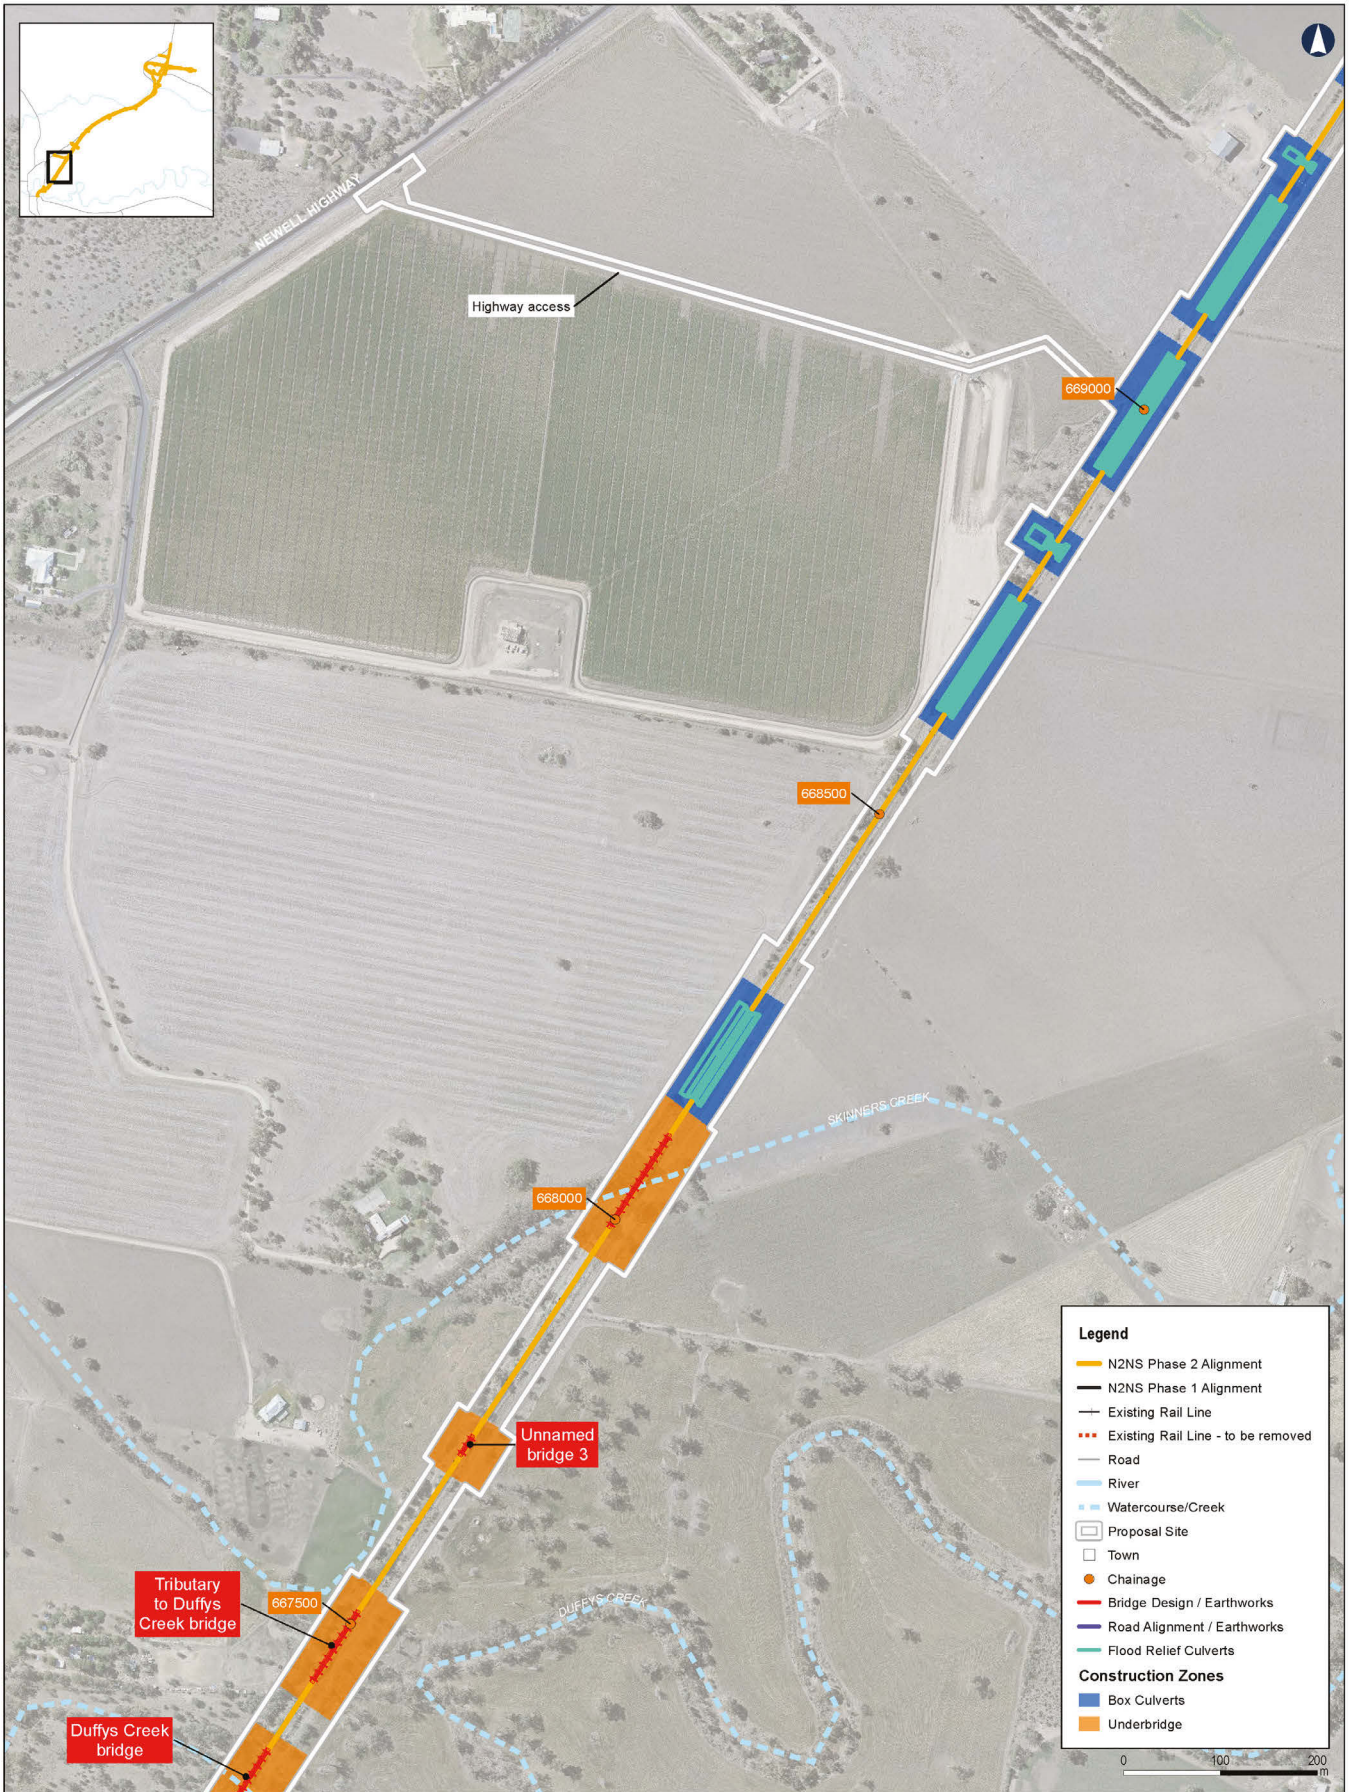 NEWELL HIGHWAY
Highway access
669000
668500
SKINNERS CREEK
668000
Unnamed
bridge 3
Tributary
to Duffys
Creek bridge
667500
DUFFYS CREEK
Duffys Creek
bridge
Legend
N2NS Phase 2 Alignment
N2NS Phase 1 Alignment
Existing Rail Line
Existing Rail Line - to be removed
Road
River
Watercourse/Creek
Proposal Site
Town
Chainage
Bridge Design / Earthworks
Road Alignment / Earthworks
Flood Relief Culverts
Construction Zones
Box Culverts
Underbridge
0 100 200
m